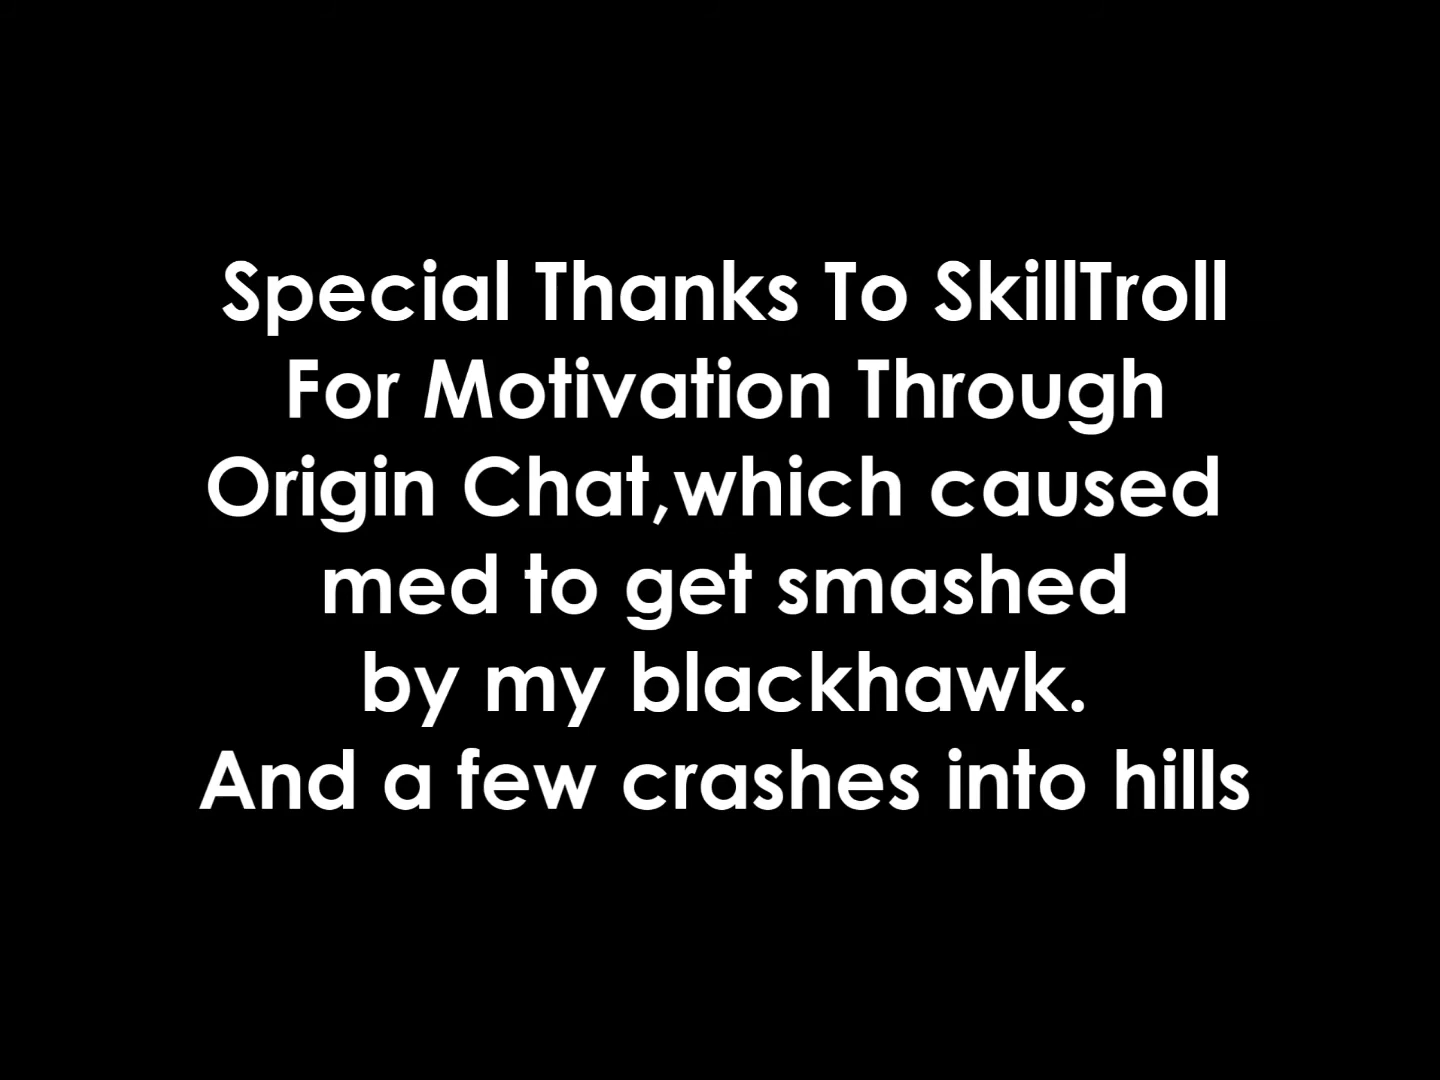 Special Thanks To SkillTroll
For Motivation Through
Origin Chat,which caused
med to get smashed
by my blackhawk.
And a few crashes into hills